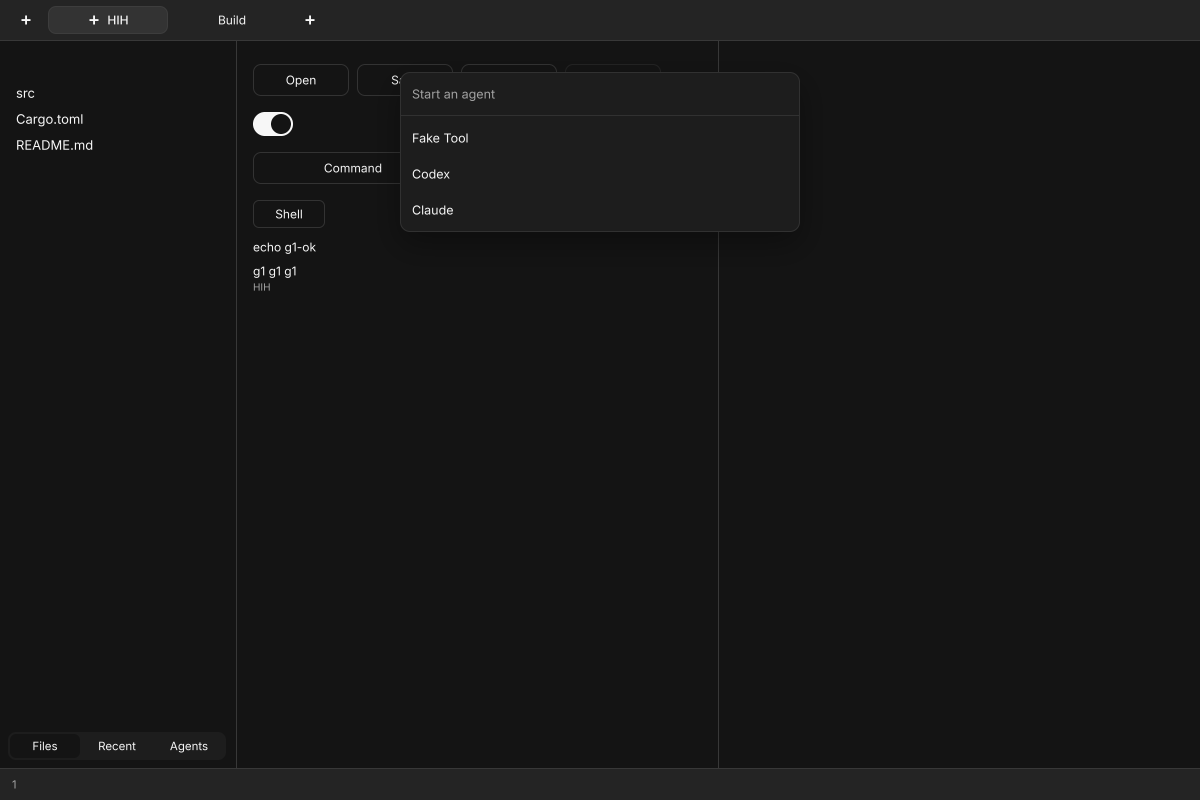 HIH
Build
src
Cargo.toml
README.md
Open
Command
Shell
echo g1-ok
g1 g1 g1
HIH
Start an agent
Fake Tool
Codex
Claude
Files
Recent
Agents
1